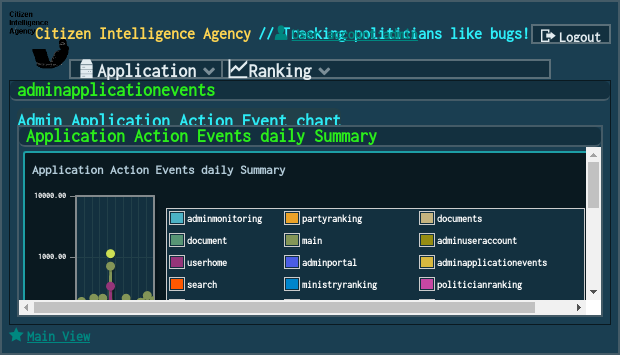 Citizen
Intelligence
Agency
Citizen Intelligence Agency // Tracking politicians like bugs!
Logout
Application
Ranking
adminapplicationevents
Admin Application Action Event chart
Application Action Events daily Summary
Application Action Events daily Summary
10000.00
1000.00
adminmonitoring
partyranking
documents
document
main
adminuseraccount
userhome
adminportal
adminapplicationevents
search
ministryranking
politicianranking
Main View